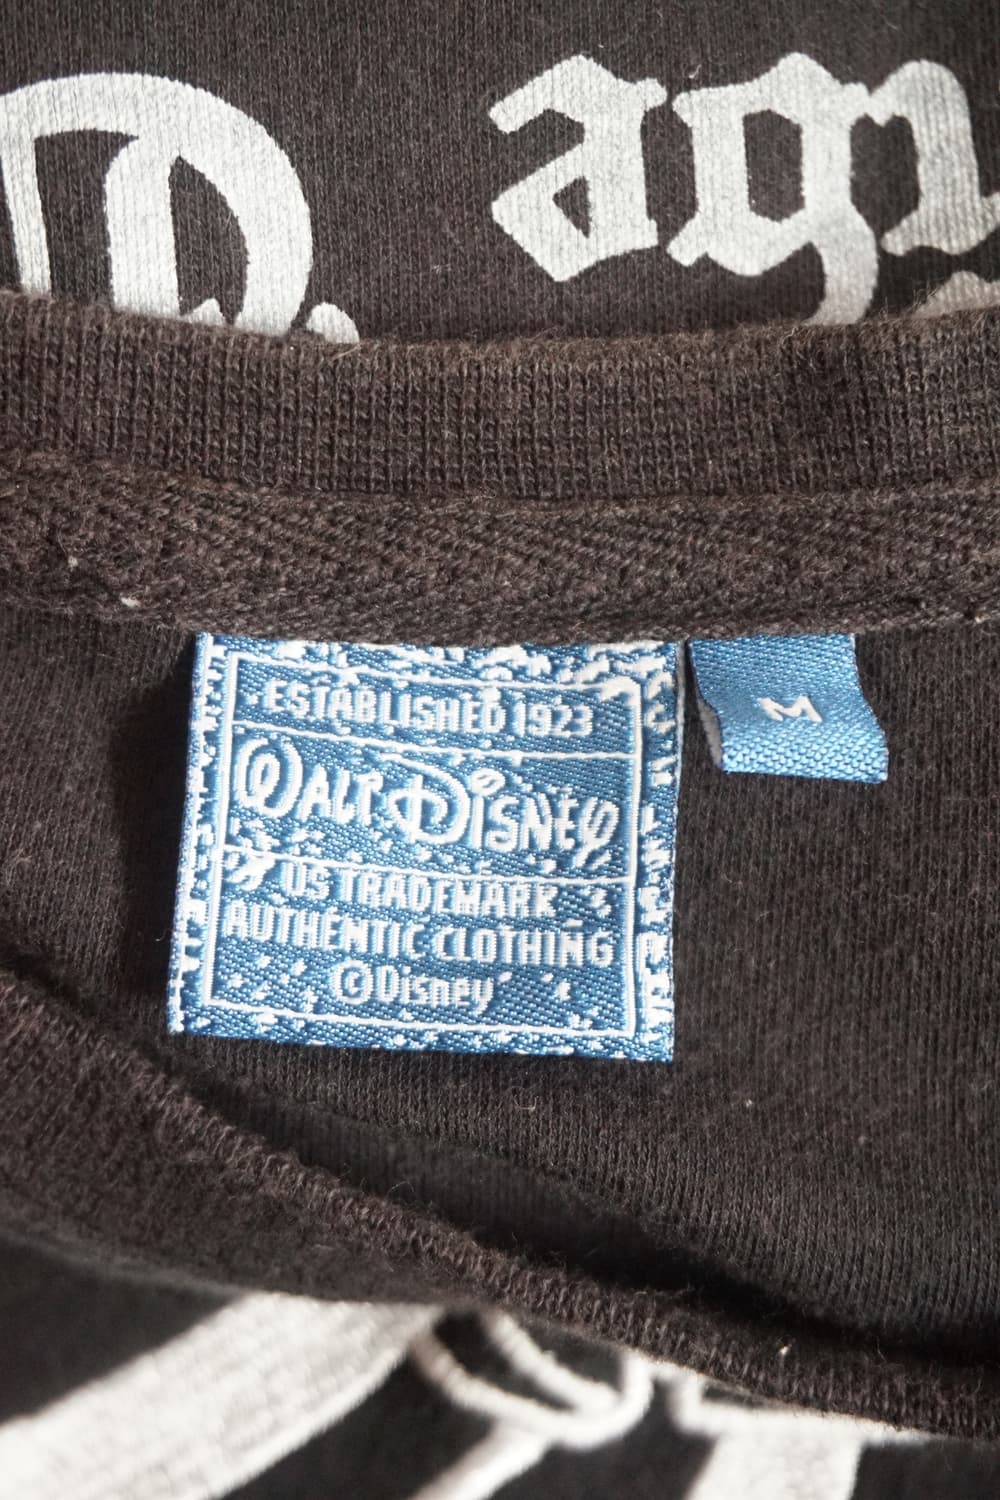 ESTABLISHED 1923
WALT DISNEY
US TRADEMARK
AUTHENTIC CLOTHING
©Disney
M